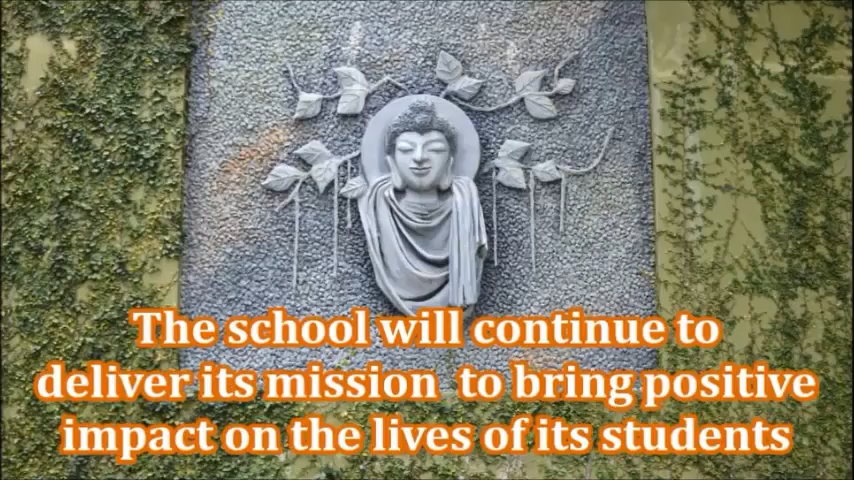 The school will continue to
deliver its mission  to bring positive
impact on the lives of its students